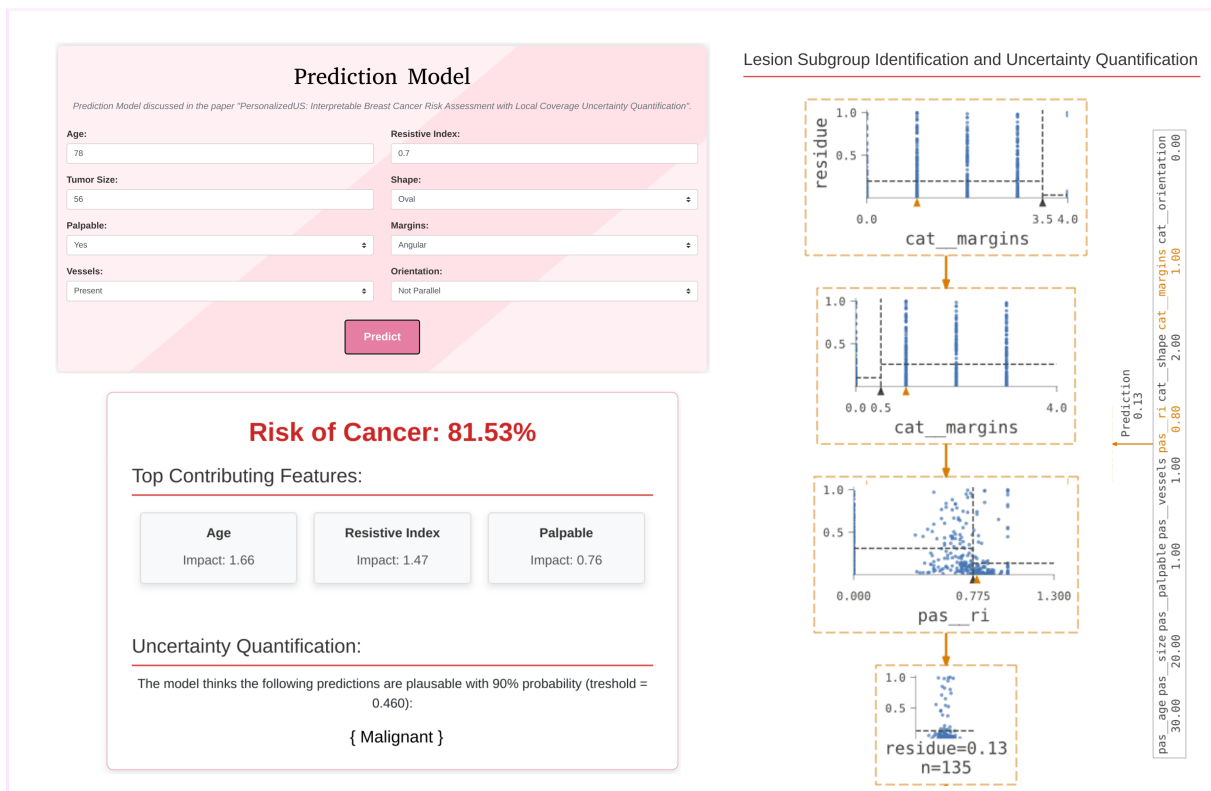 Prediction Model
Prediction Model discussed in the paper "PersonalizedUS: Interpretable Breast Cancer Risk Assessment with Local Coverage Uncertainty Quantification".
Age:
78
Resistive Index:
0.7
Tumor Size:
56
Shape:
Oval
Palpable:
Yes
Margins:
Angular
Vessels:
Present
Orientation:
Not Parallel
Predict
Risk of Cancer: 81.53%
Top Contributing Features:
Age
Impact: 1.66
Resistive Index
Impact: 1.47
Palpable
Impact: 0.76
Uncertainty Quantification:
The model thinks the following predictions are plausable with 90% probability (treshold =
0.460):
{ Malignant }
Lesion Subgroup Identification and Uncertainty Quantification
residue
1.0
0.5
0.0
3.5 4.0
cat__margins
1.0
0.5
0.0 0.5
4.0
cat__margins
1.0
0.5
0.000
0.775
1.300
pas__ri
1.0
0.5
residue=0.13
n=135
Prediction
0.13
pas__age pas__size pas__palpable pas__vessels pas__ri cat__shape cat__margins cat__orientation
30.00 20.00 1.00 1.00 0.80 2.00 1.00 0.00